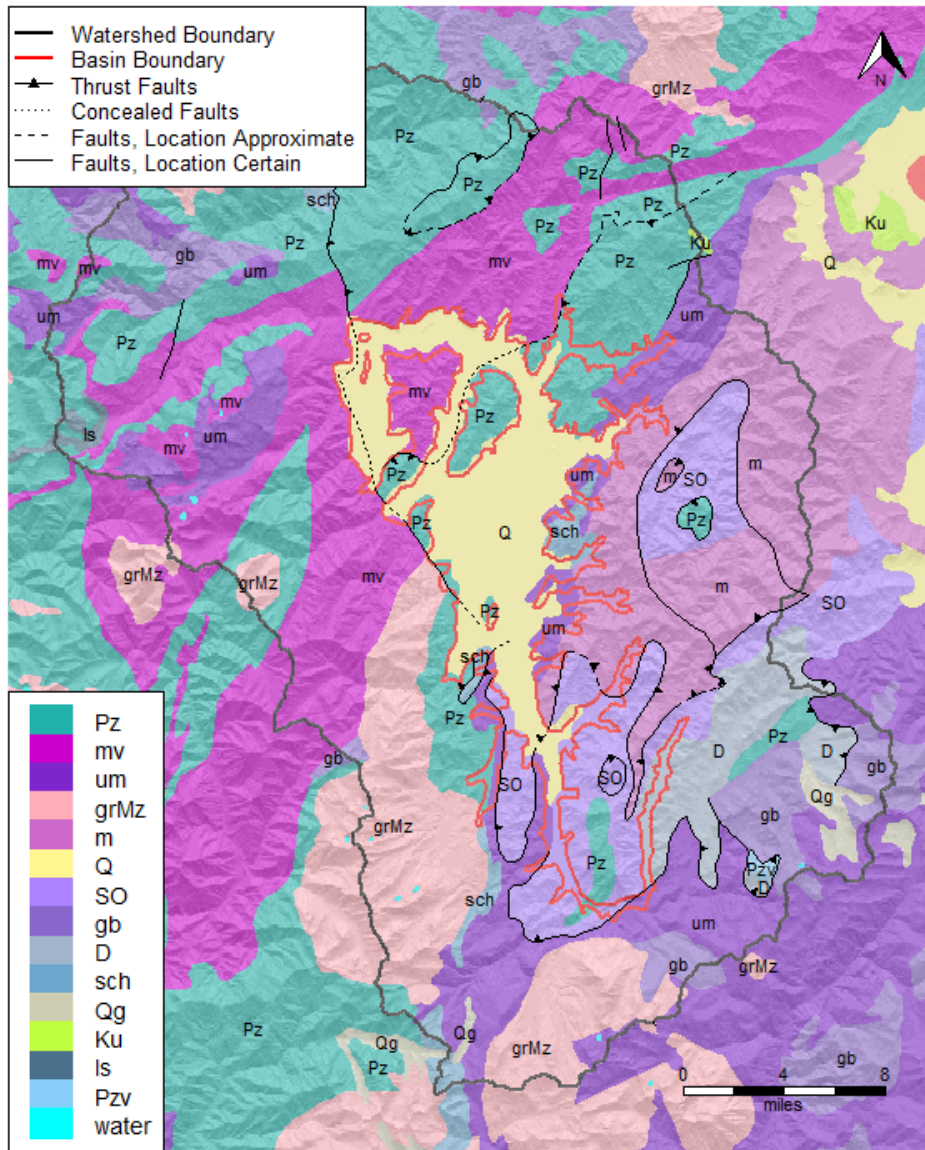 Watershed Boundary
Basin Boundary
Thrust Faults
Concealed Faults
Faults, Location Approximate
Faults, Location Certain
N
gb
grMz
Pz
Pz
Pz
Pz
sch
Pz
Pz
Ku
Ku
Pz
gb
mv
Pz
Q
mv
mv
um
um
um
Pz
mv
mv
Pz
ls
um
mv
Pz
um
m
SO
m
Pz
Pz
Q
sch
grMz
grMz
mv
m
SO
Pz
um
sch
Pz
D
Pz
D
gb
gb
SO
SO
Qg
grMz
gb
Pz
Pzv
D
sch
um
gb
grMz
Pz
Qg
Qg
Pz
grMz
gb
0 4 8
miles
Pz
mv
um
grMz
m
Q
SO
gb
D
sch
Qg
Ku
ls
Pzv
water